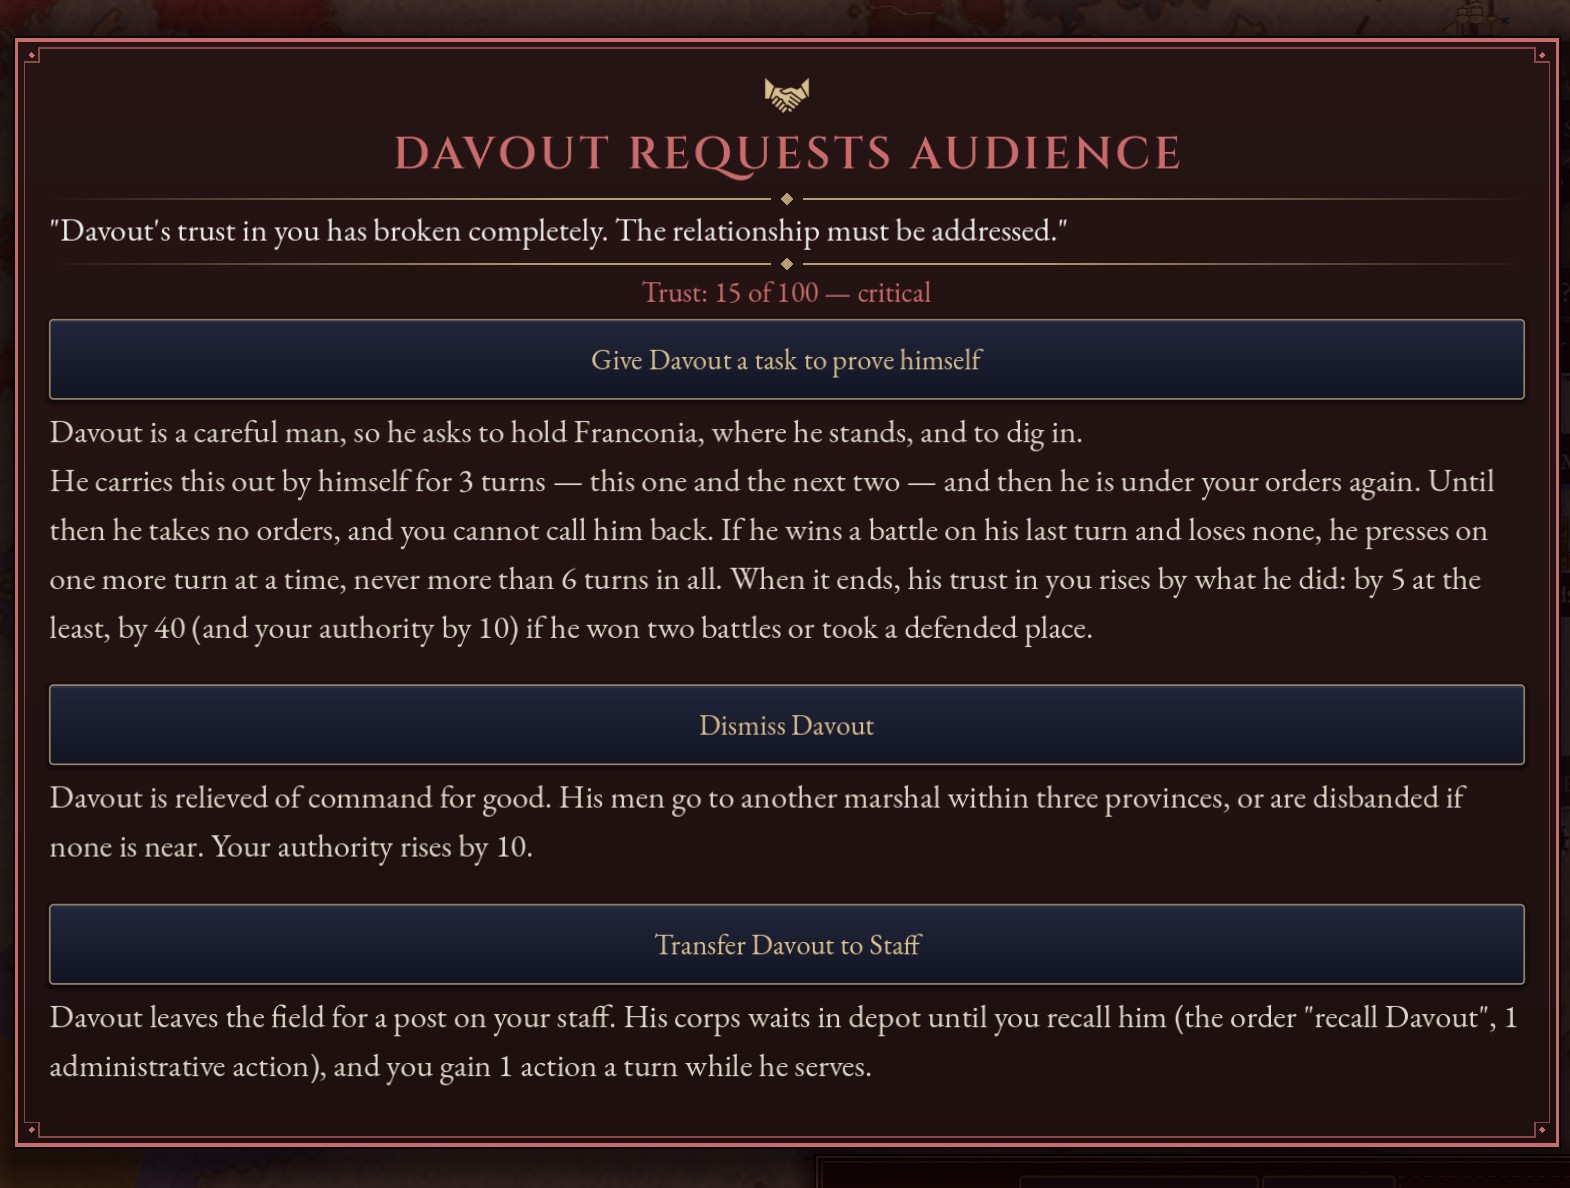 DAVOUT REQUESTS AUDIENCE
"Davout's trust in you has broken completely. The relationship must be addressed."
Trust: 15 of 100 — critical
Give Davout a task to prove himself
Davout is a careful man, so he asks to hold Franconia, where he stands, and to dig in.
He carries this out by himself for 3 turns — this one and the next two — and then he is under your orders again. Until
then he takes no orders, and you cannot call him back. If he wins a battle on his last turn and loses none, he presses on
one more turn at a time, never more than 6 turns in all. When it ends, his trust in you rises by what he did: by 5 at the
least, by 40 (and your authority by 10) if he won two battles or took a defended place.
Dismiss Davout
Davout is relieved of command for good. His men go to another marshal within three provinces, or are disbanded if
none is near. Your authority rises by 10.
Transfer Davout to Staff
Davout leaves the field for a post on your staff. His corps waits in depot until you recall him (the order "recall Davout", 1
administrative action), and you gain 1 action a turn while he serves.